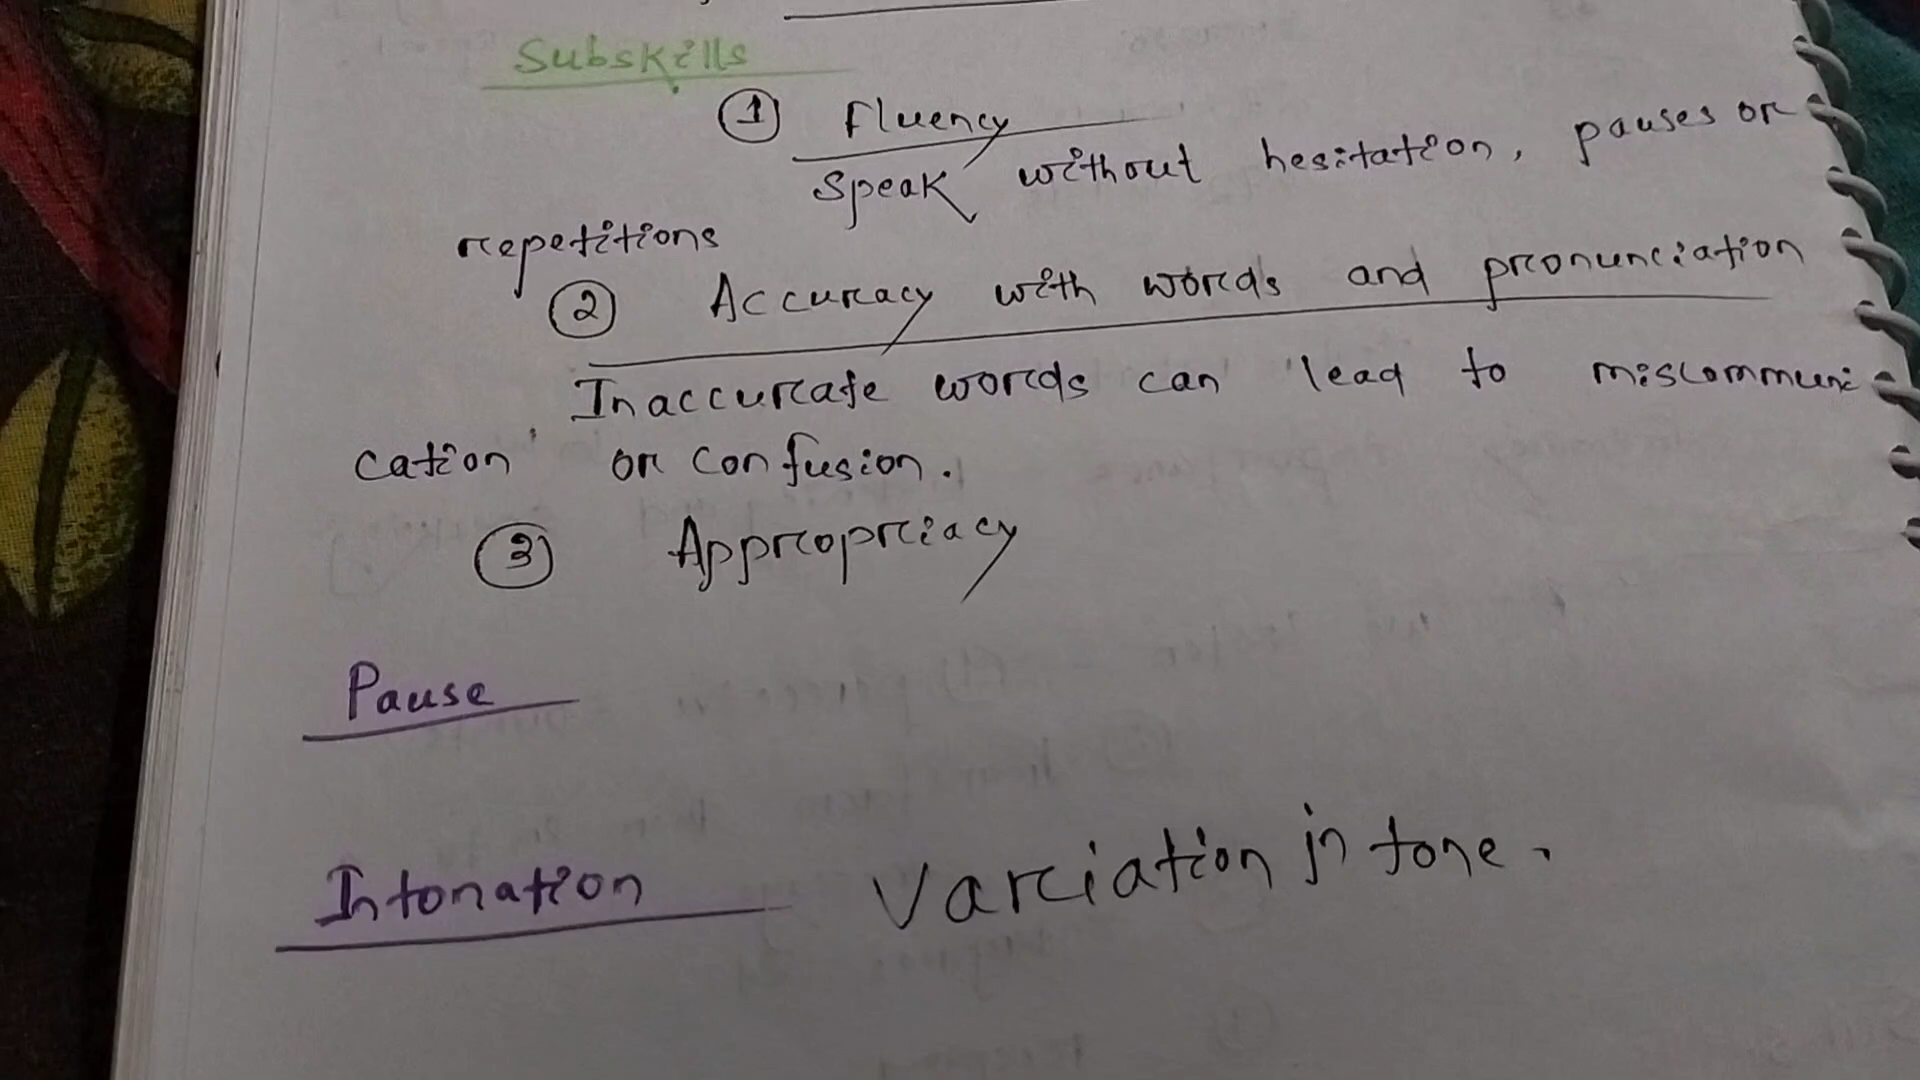 Subskills
① Fluency
Speak without hesitation, pauses or
repetitions
② Accuracy with words and pronunciation
Inaccurate words can lead to miscommuni
cation or confusion.
③ Appropriacy
Pause
Intonation Variation in tone.